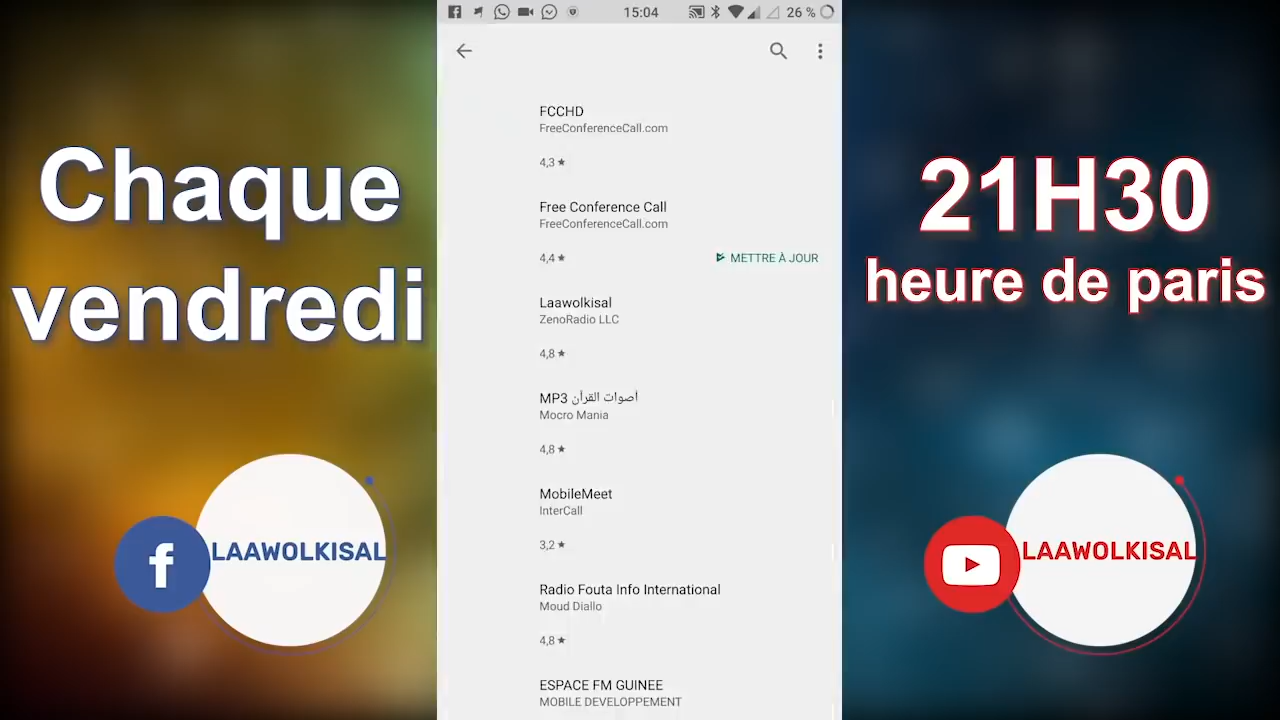 Chaque
vendredi
LAAWOLKISAL
15:04
26 %
FCCHD
FreeConferenceCall.com
4,3 ★
Free Conference Call
FreeConferenceCall.com
4,4 ★
METTRE À JOUR
Laawolkisal
ZenoRadio LLC
4,8 ★
MP3 أصوات القرآن
Mocro Mania
4,8 ★
MobileMeet
InterCall
3,2 ★
Radio Fouta Info International
Moud Diallo
4,8 ★
ESPACE FM GUINEE
MOBILE DEVELOPPEMENT
21H30
heure de paris
LAAWOLKISAL